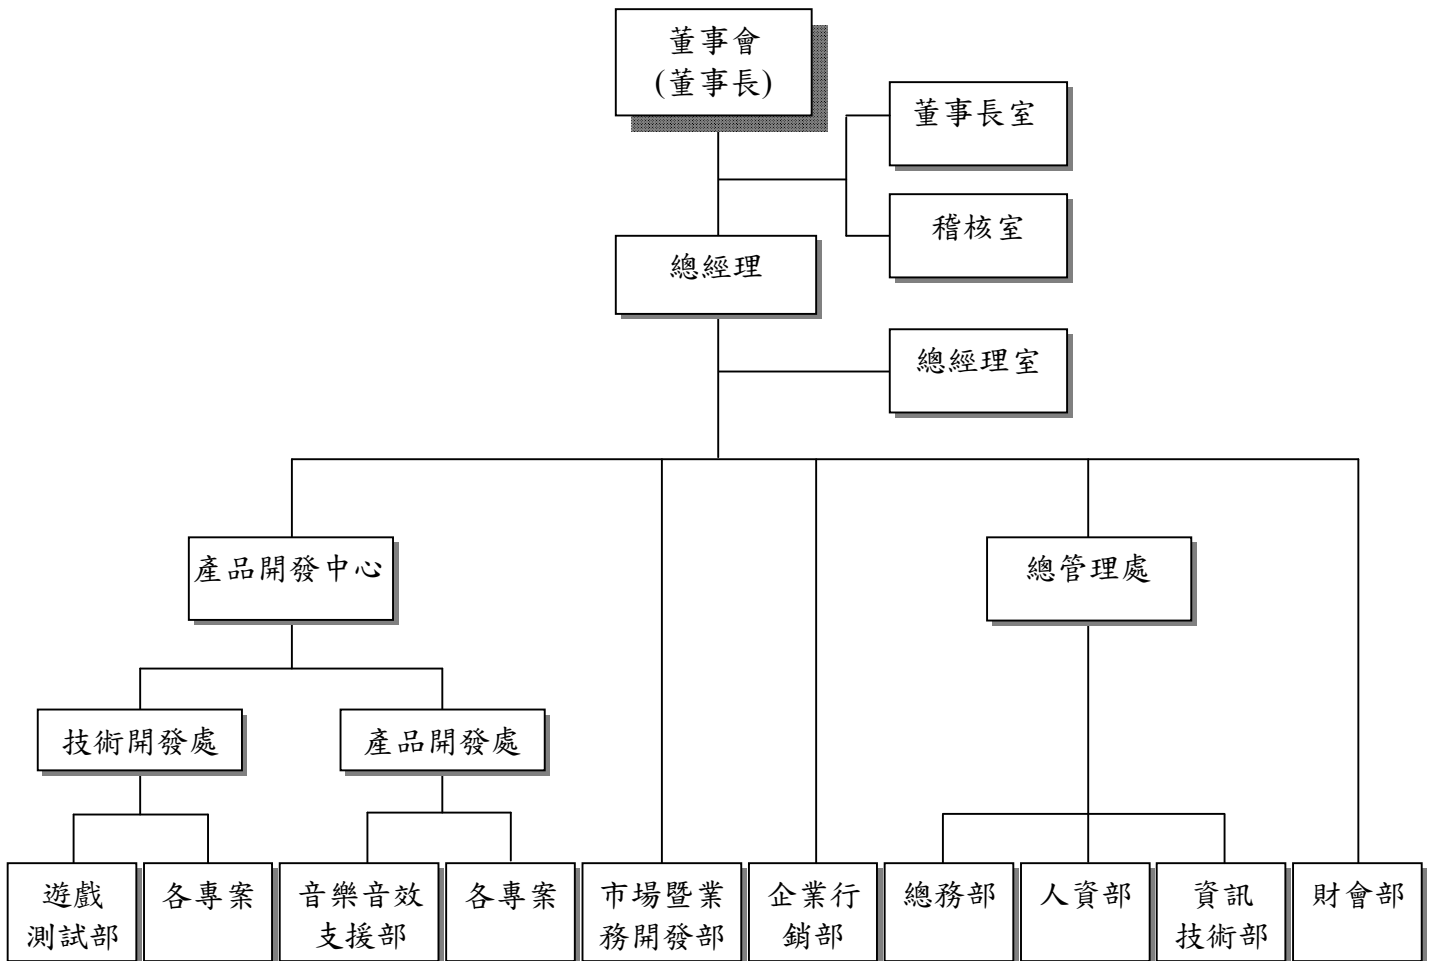 董事會
(董事長)
董事長室
稽核室
總經理
總經理室
產品開發中心
總管理處
技術開發處
產品開發處
遊戲
測試部
各專案
音樂音效
支援部
各專案
市場暨業
務開發部
企業行
銷部
總務部
人資部
資訊
技術部
財會部